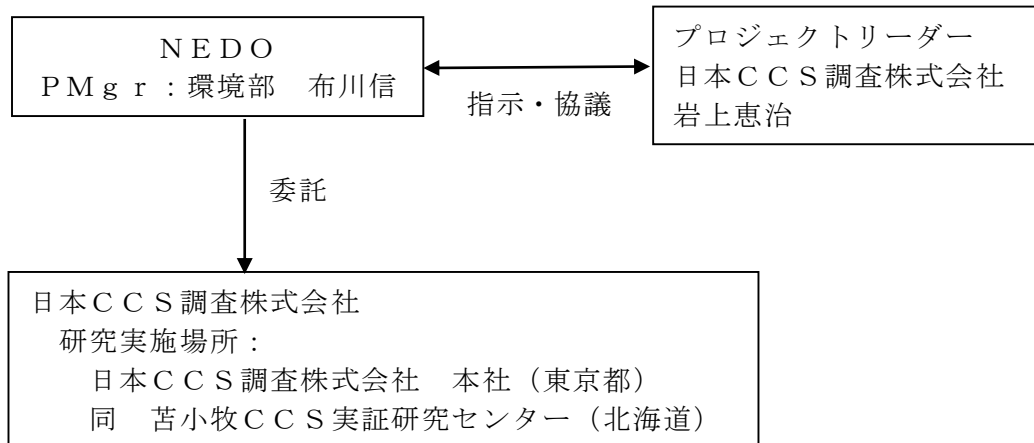 ＮＥＤＯ
ＰＭｇｒ：環境部　布川信
プロジェクトリーダー
日本ＣＣＳ調査株式会社
岩上恵治
指示・協議
委託
日本ＣＣＳ調査株式会社
研究実施場所：
日本ＣＣＳ調査株式会社　本社（東京都）
同　苫小牧ＣＣＳ実証研究センター（北海道）